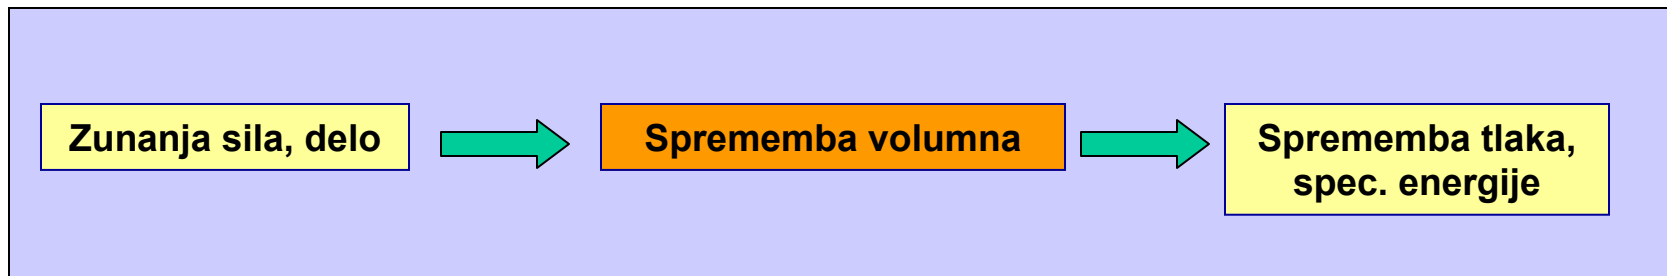 Zunanja sila, delo
Sprememba volumna
Sprememba tlaka,
spec. energije